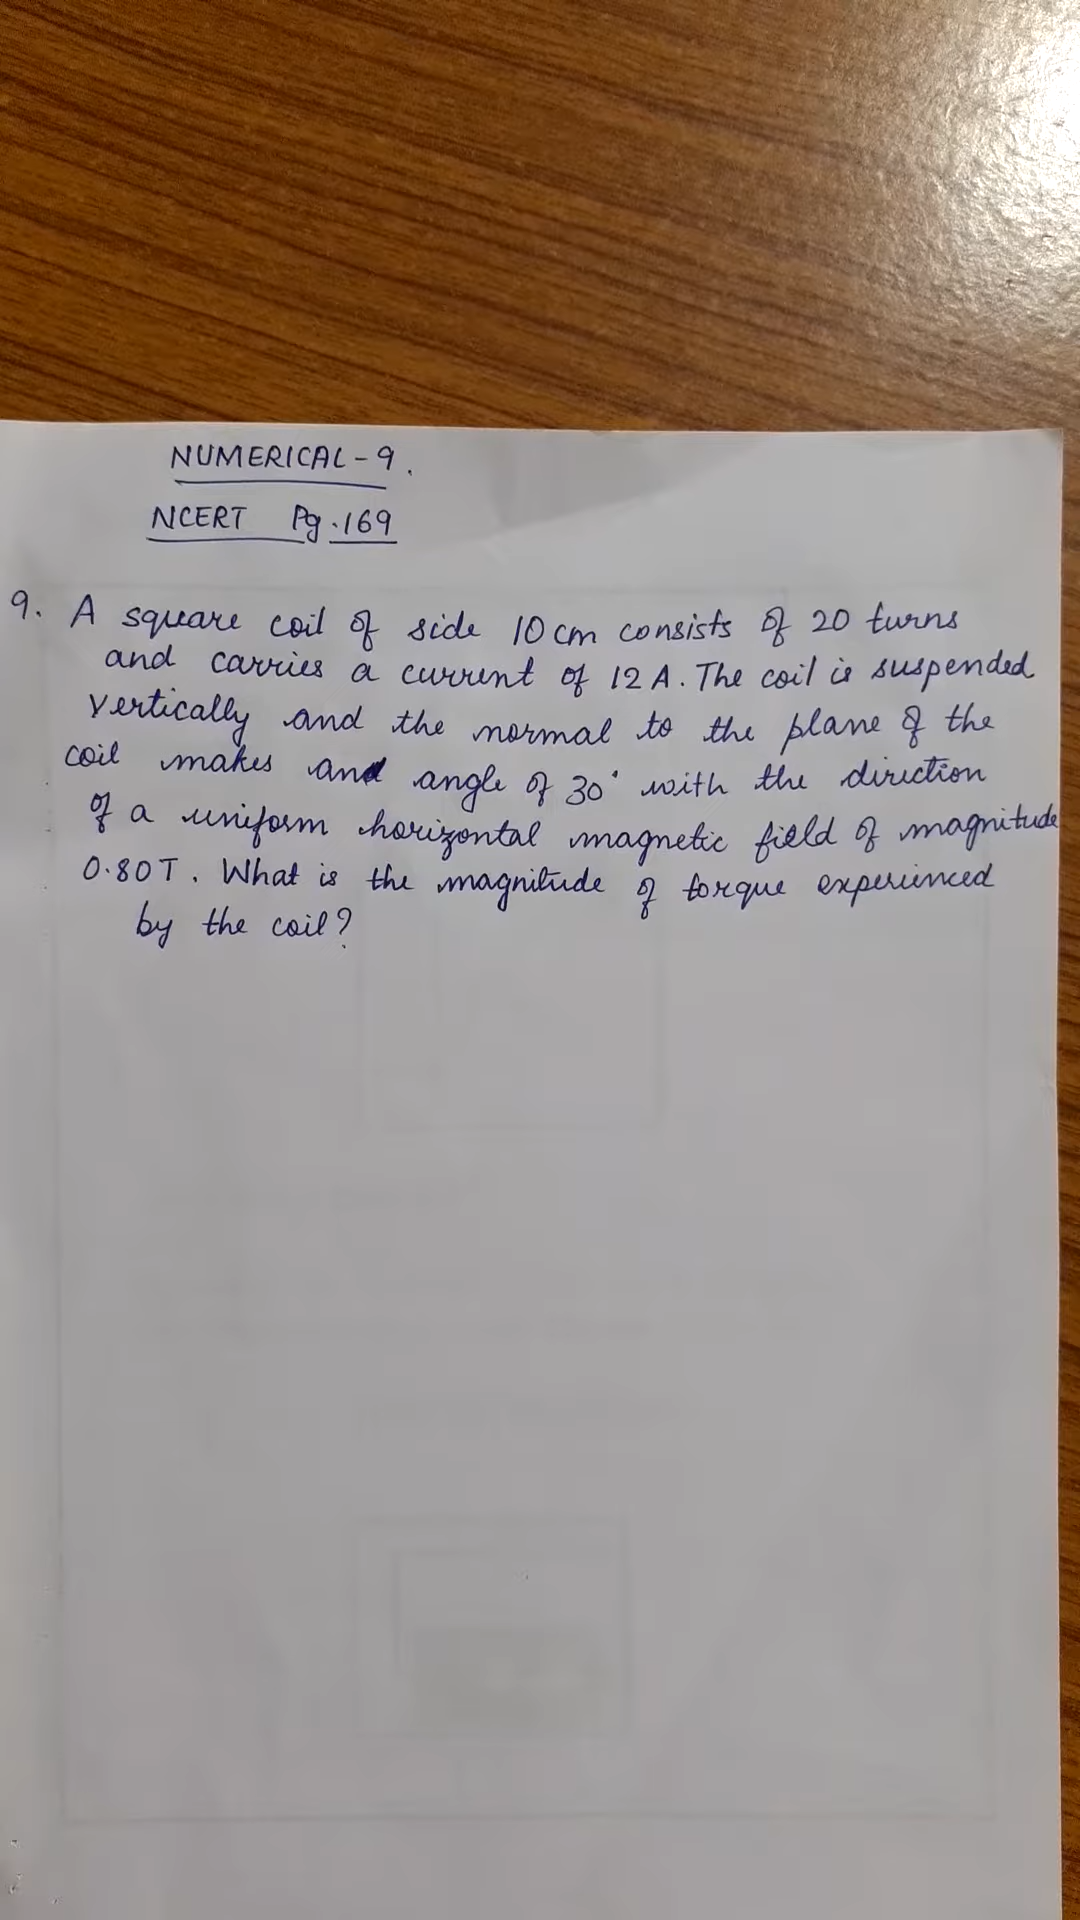 NUMERICAL-9.
NCERT Pg.169
9. A square coil of side 10 cm consists of 20 turns
and carries a current of 12 A. The coil is suspended
vertically and the normal to the plane of the
coil makes and angle of 30° with the direction
of a uniform horizontal magnetic field of magnitude
0.80T. What is the magnitude of torque experienced
by the coil?